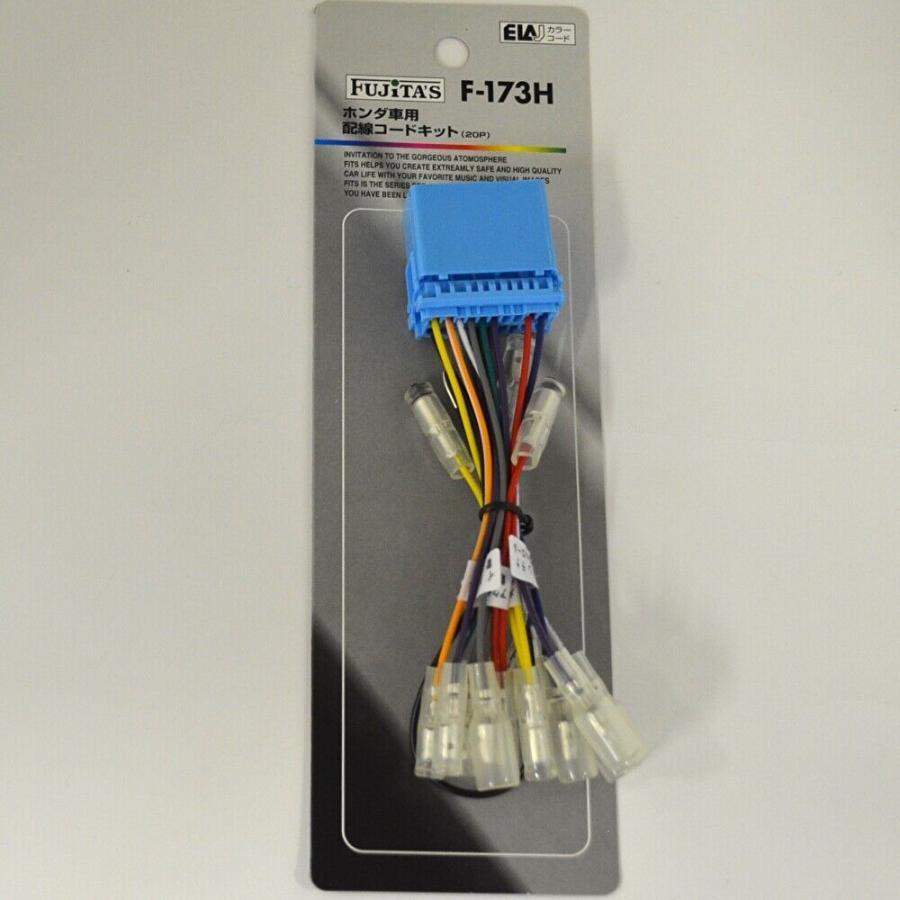 EIAJ カラーコード
FUJiTA'S F-173H
ホンダ車用
配線コードキット(20P)
INVITATION TO THE GORGEOUS ATOMOSPHERE
FITS HELPS YOU CREATE EXTREAMLY SAFE AND HIGH QUALITY
CAR LIFE WITH YOUR FAVORITE MUSIC AND VISUAL IMAGES
FITS IS THE SERIES
YOU HAVE BEEN